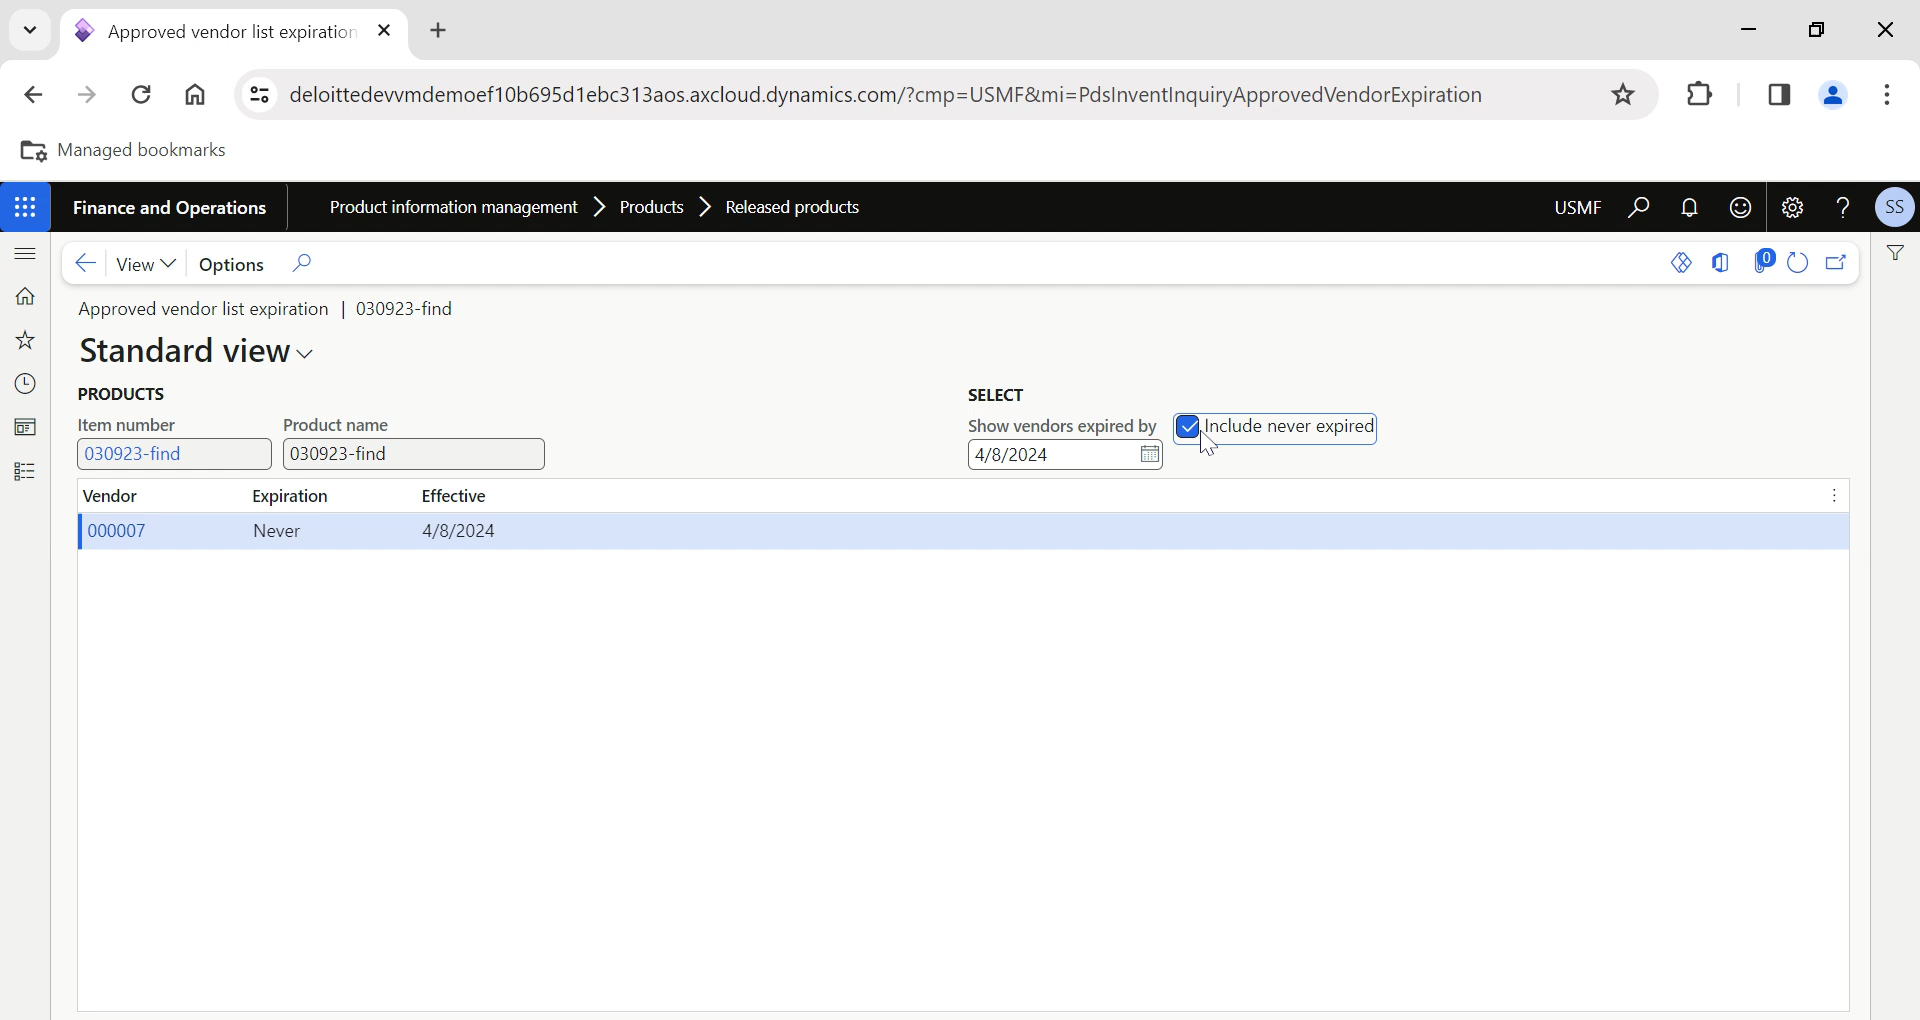 Approved vendor list expiration
deloittedevvmdemoef10b695d1ebc313aos.axcloud.dynamics.com/?cmp=USMF&mi=PdsInventInquiryApprovedVendorExpiration
Managed bookmarks
Finance and Operations Product information management Products Released products USMF ? SS
View Options 0
Approved vendor list expiration | 030923-find
Standard view
PRODUCTS SELECT
Item number Product name Show vendors expired by Include never expired
030923-find 030923-find 4/8/2024
Vendor Expiration Effective
000007 Never 4/8/2024